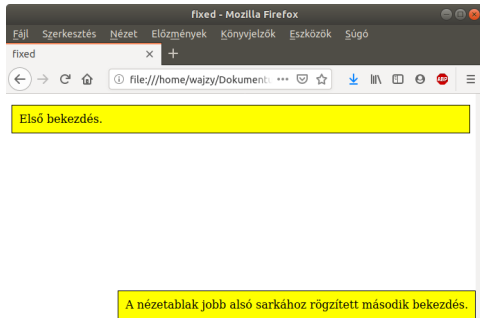 fixed - Mozilla Firefox
Fájl Szerkesztés Nézet Előzmények Könyvjelzők Eszközök Súgó
fixed
file:///home/wajzy/Dokument
ABP
Első bekezdés.
A nézetablak jobb alsó sarkához rögzített második bekezdés.